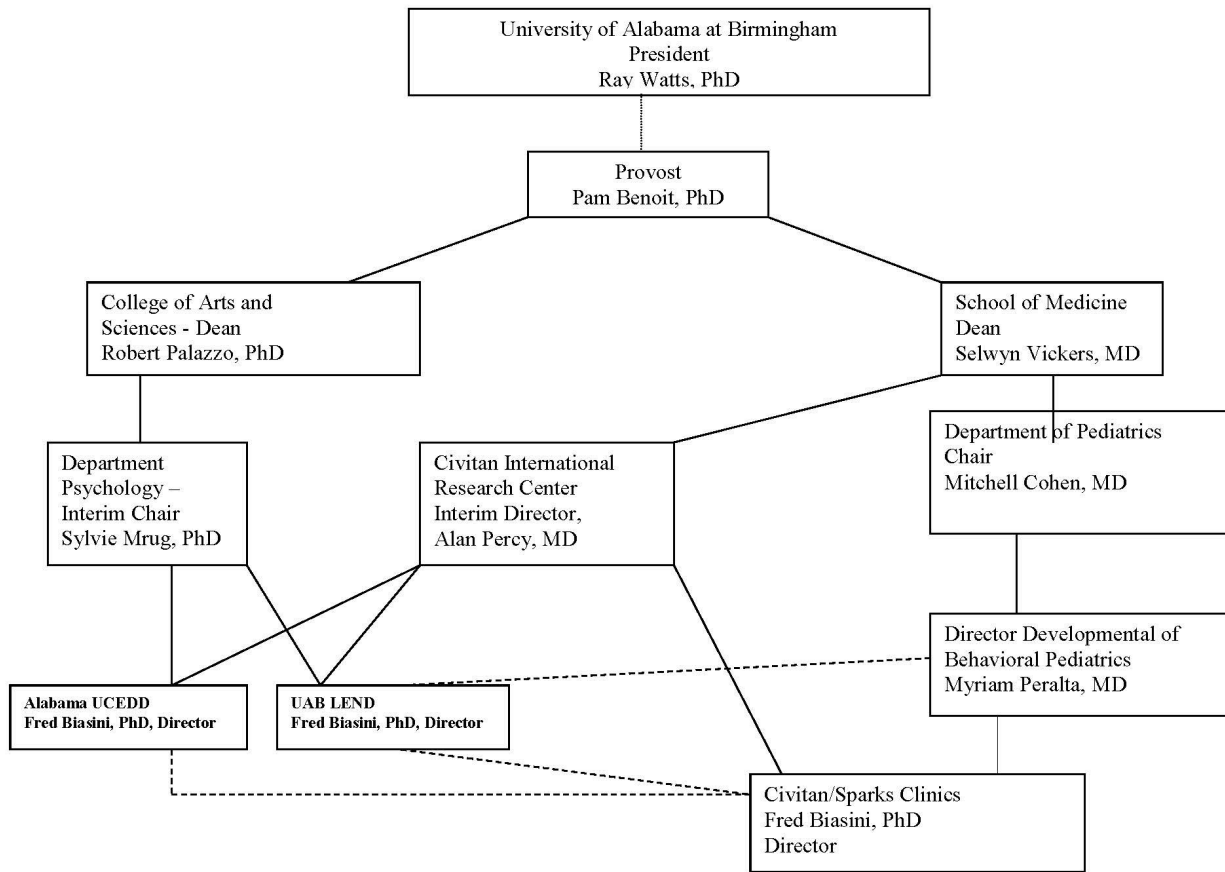 University of Alabama at Birmingham
President
Ray Watts, PhD
Provost
Pam Benoit, PhD
College of Arts and
Sciences - Dean
Robert Palazzo, PhD
School of Medicine
Dean
Selwyn Vickers, MD
Department
Psychology –
Interim Chair
Sylvie Mrug, PhD
Civitan International
Research Center
Interim Director,
Alan Percy, MD
Department of Pediatrics
Chair
Mitchell Cohen, MD
Director Developmental of
Behavioral Pediatrics
Myriam Peralta, MD
Alabama UCEDD
Fred Biasini, PhD, Director
UAB LEND
Fred Biasini, PhD, Director
Civitan/Sparks Clinics
Fred Biasini, PhD
Director